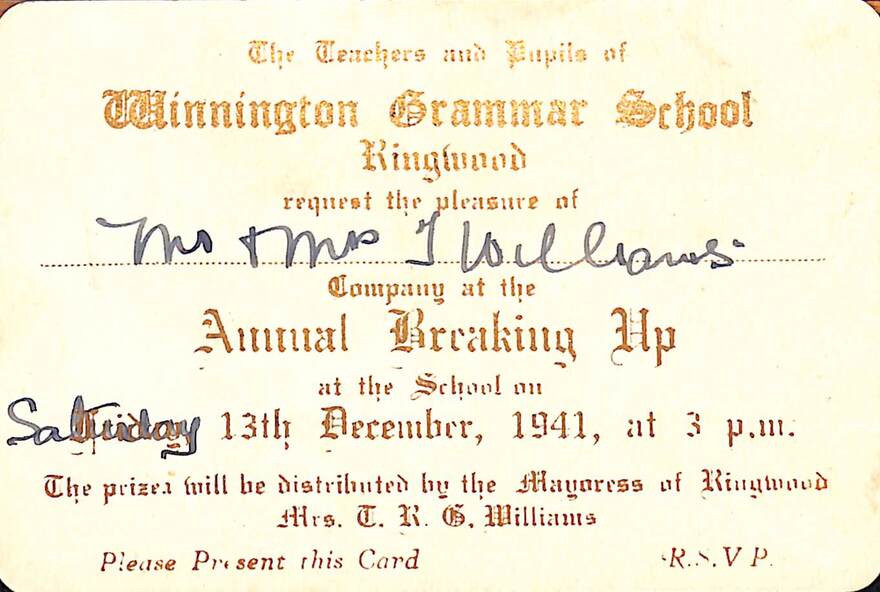 The Teachers and Pupils of
Winnington Grammar School
Ringwood
request the pleasure of
Mr & Mrs T Williams
Company at the
Annual Breaking Up
at the School on
Saturday 13th December, 1941, at 3 p.m.
The prizes will be distributed by the Mayoress of Ringwood
Mrs. T. R. G. Williams
Please Present this Card R.S.V.P.